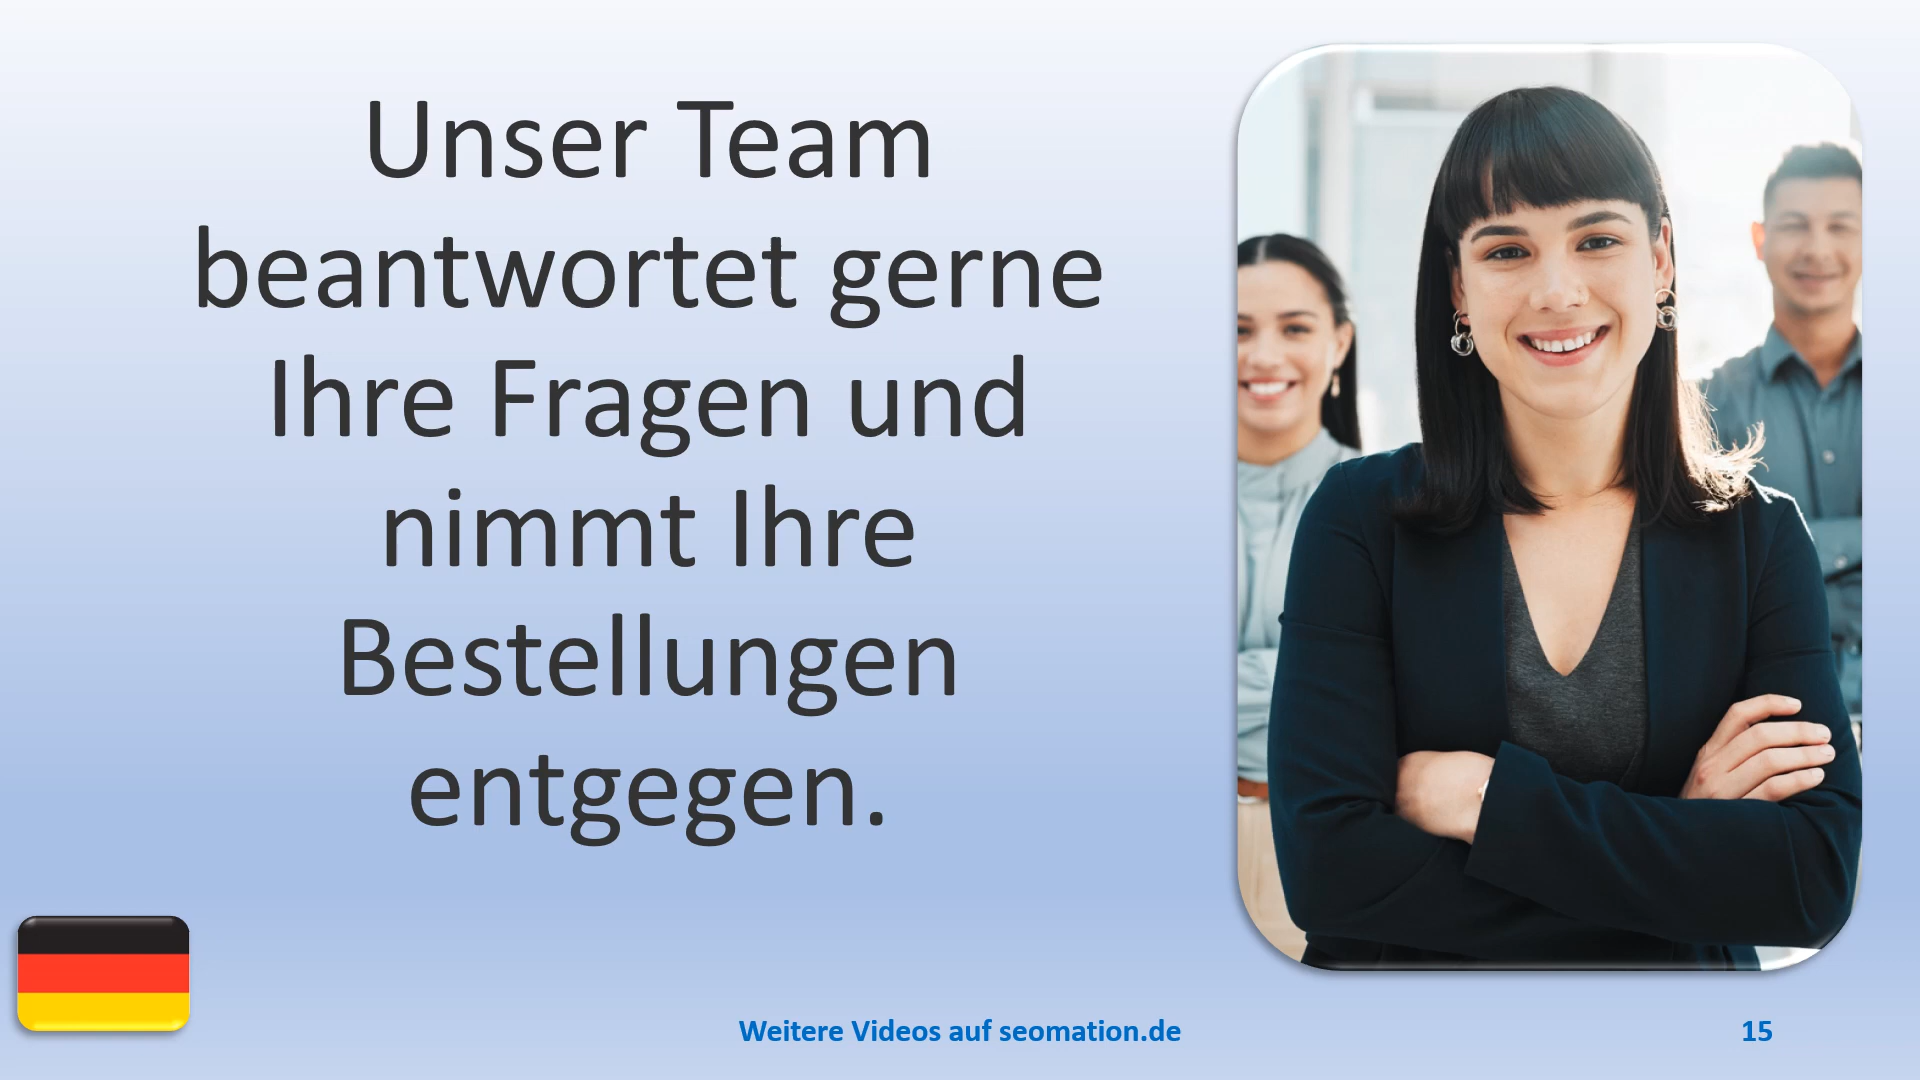 Unser Team
beantwortet gerne
Ihre Fragen und
nimmt Ihre
Bestellungen
entgegen.
Weitere Videos auf seomation.de
15